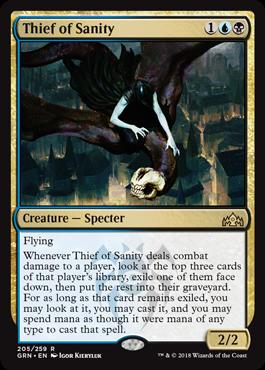 Thief of Sanity 1
Creature — Specter
Flying
Whenever Thief of Sanity deals combat
damage to a player, look at the top three cards
of that player's library, exile one of them face
down, then put the rest into their graveyard.
For as long as that card remains exiled, you
may look at it, you may cast it, and you may
spend mana as though it were mana of any
type to cast that spell.
2/2
205/259 R
GRN • EN Igor Kieryluk ™ & © 2018 Wizards of the Coast